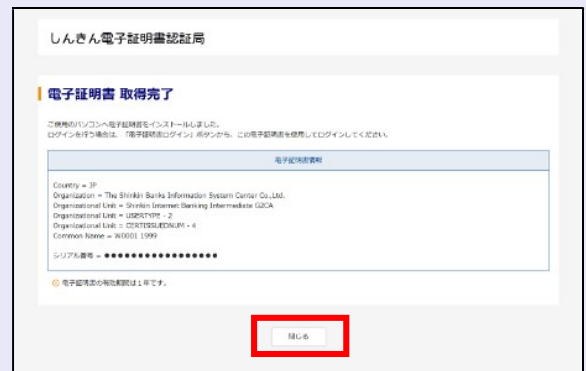 しんきん電子証明書認証局
電子証明書 取得完了
ご使用のパソコンへ電子証明書をインストールしました。
ログインを行う場合は、「電子証明書ログイン」ボタンから、この電子証明書を使用してログインしてください。
電子証明書情報
Country = JP
Organization = The Shinkin Banks Information System Center Co.,Ltd.
Organizational Unit = Shinkin Internet Banking Intermediate G2CA
Organizational Unit = USERTYPE - 2
Organizational Unit = CERTISSUEDNUM - 4
Common Name = W0001 1999
シリアル番号 = ●●●●●●●●●●●●●●●●●
電子証明書の有効期間は1年です。
閉じる